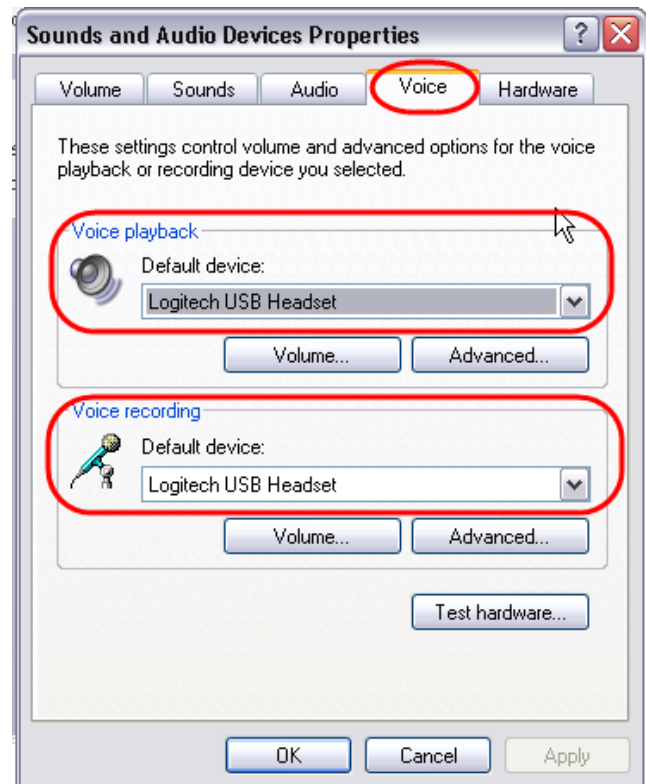 Sounds and Audio Devices Properties
Volume
Sounds
Audio
Voice
Hardware
These settings control volume and advanced options for the voice
playback or recording device you selected.
Voice playback
Default device:
Logitech USB Headset
Volume...
Advanced...
Voice recording
Default device:
Logitech USB Headset
Volume...
Advanced...
Test hardware...
OK
Cancel
Apply